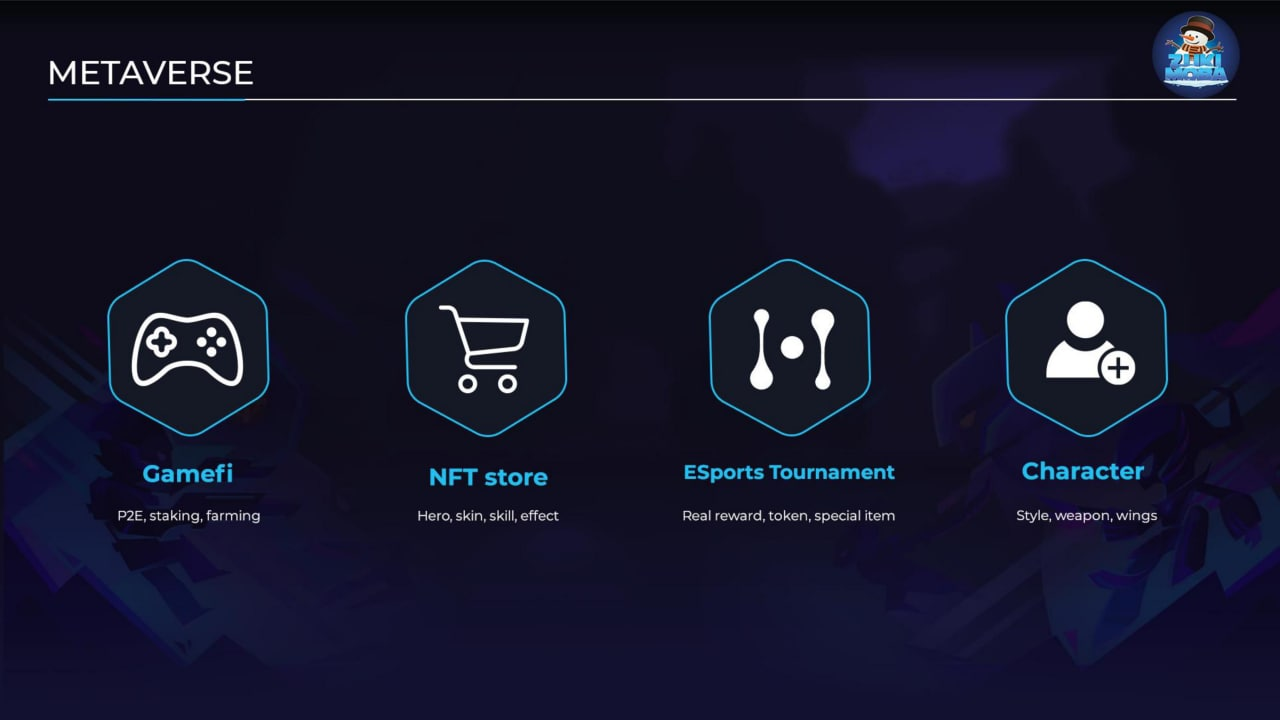 METAVERSE
ZUKI
MOBA
Gamefi
NFT store
ESports Tournament
Character
P2E, staking, farming
Hero, skin, skill, effect
Real reward, token, special item
Style, weapon, wings